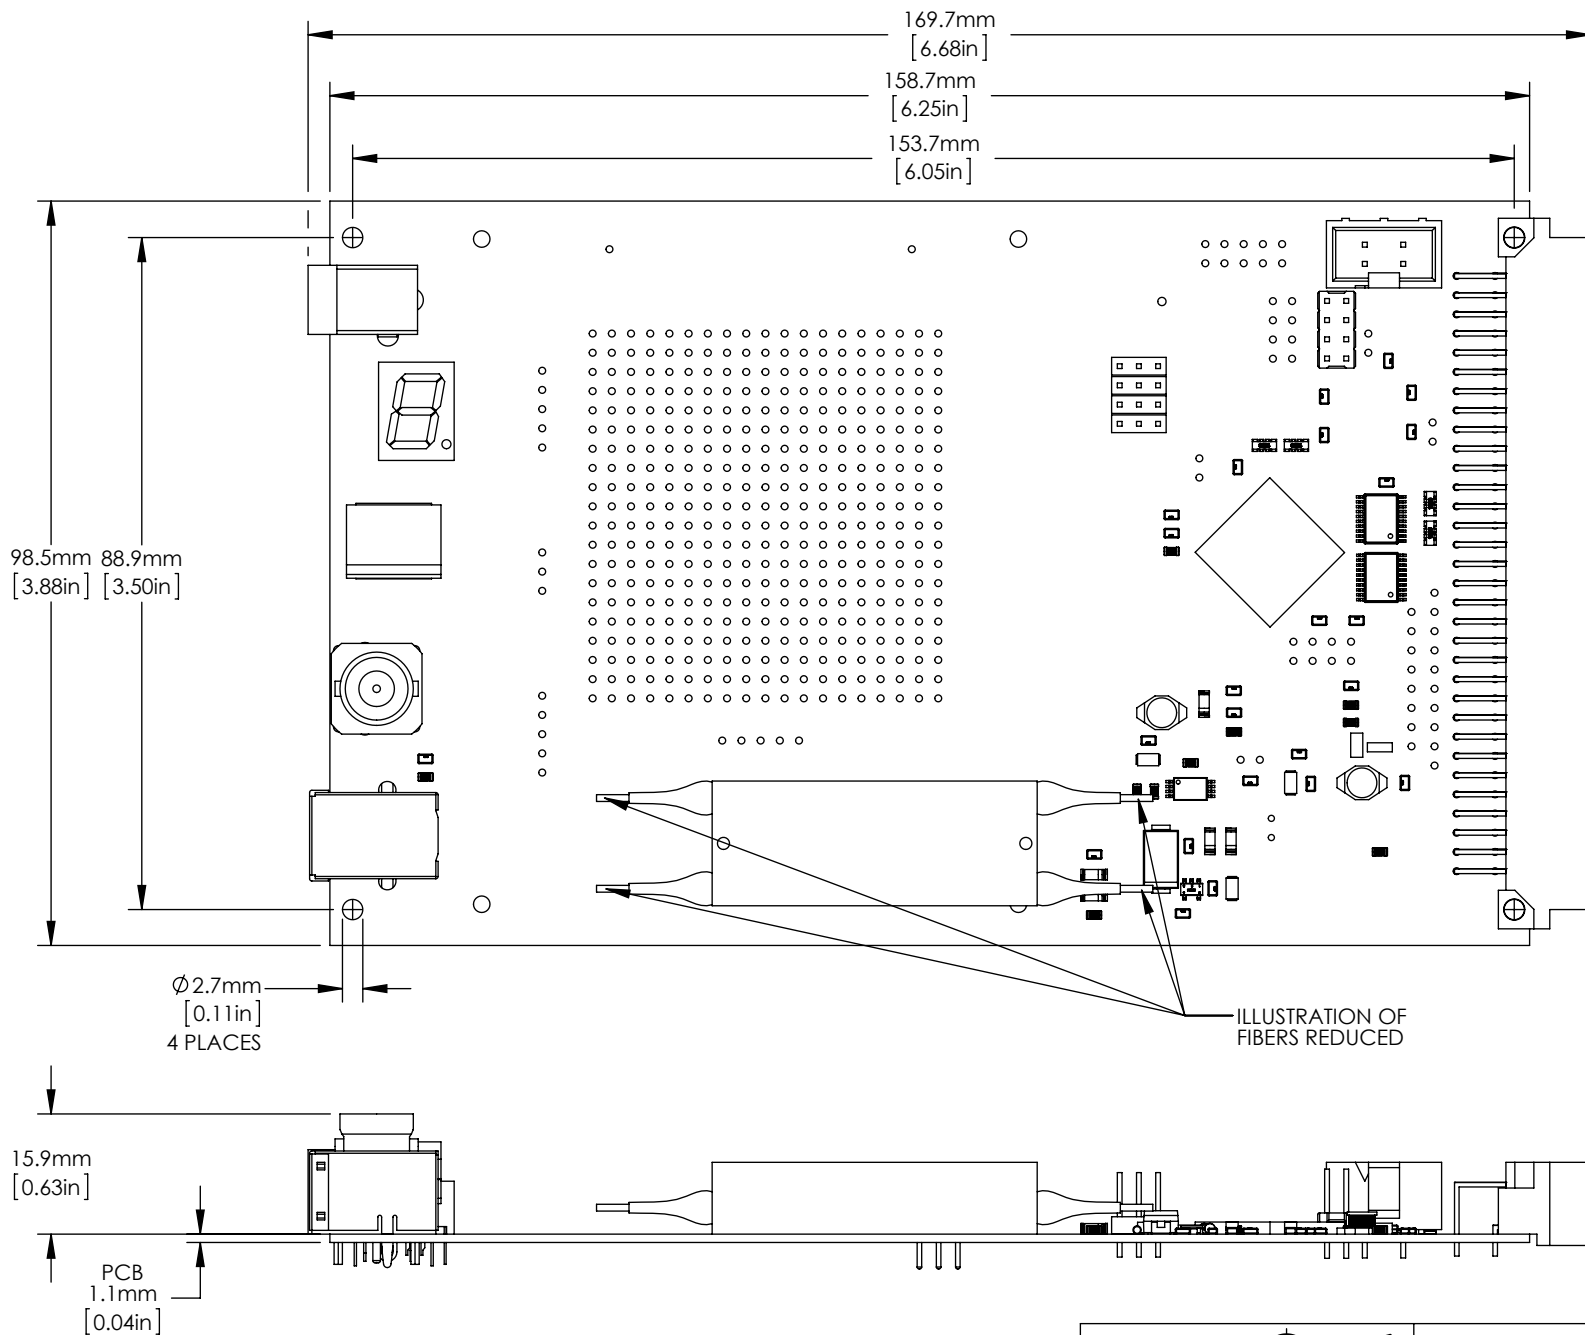 169.7mm
[6.68in]
158.7mm
[6.25in]
153.7mm
[6.05in]
98.5mm
[3.88in]
88.9mm
[3.50in]
Ø2.7mm
[0.11in]
4 PLACES
ILLUSTRATION OF
FIBERS REDUCED
15.9mm
[0.63in]
PCB
1.1mm
[0.04in]